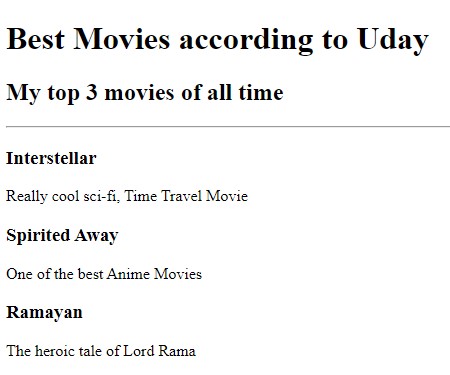 Best Movies according to Uday
My top 3 movies of all time
Interstellar
Really cool sci-fi, Time Travel Movie
Spirited Away
One of the best Anime Movies
Ramayan
The heroic tale of Lord Rama